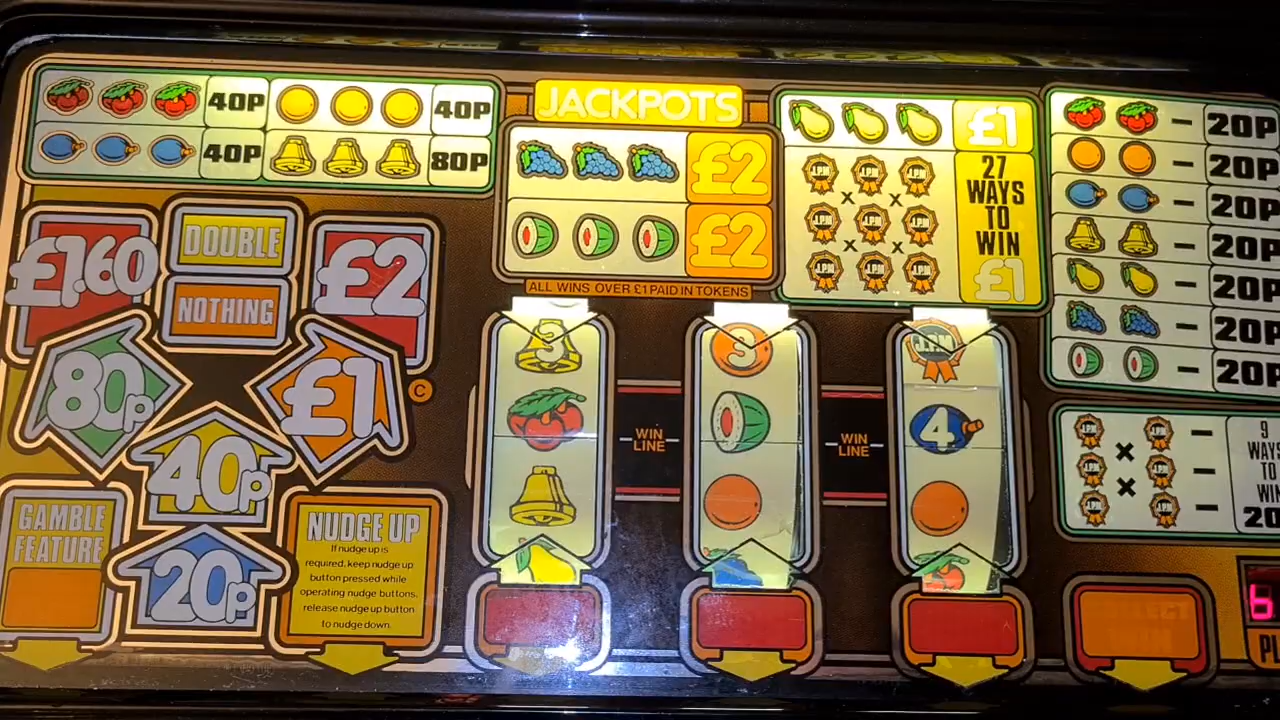 40P
40P
40P
80P
JACKPOTS
£2
£2
ALL WINS OVER £1 PAID IN TOKENS
£1
J.P.M J.P.M J.P.M
x x
J.P.M J.P.M J.P.M
x x
J.P.M J.P.M J.P.M
27
WAYS
TO
WIN
£1
- 20P
- 20P
- 20P
- 20P
- 20P
- 20P
- 20P
J.P.M x J.P.M -
J.P.M x J.P.M -
J.P.M J.P.M -
9
WAYS
TO
WIN
20
£1.60
DOUBLE
NOTHING
£2
80p
£1
C
40p
20p
GAMBLE
FEATURE
NUDGE UP
If nudge up is
required, keep nudge up
button pressed while
operating nudge buttons,
release nudge up button
to nudge down.
3
3
J.P.M
4
WIN
LINE
WIN
LINE
6
PL